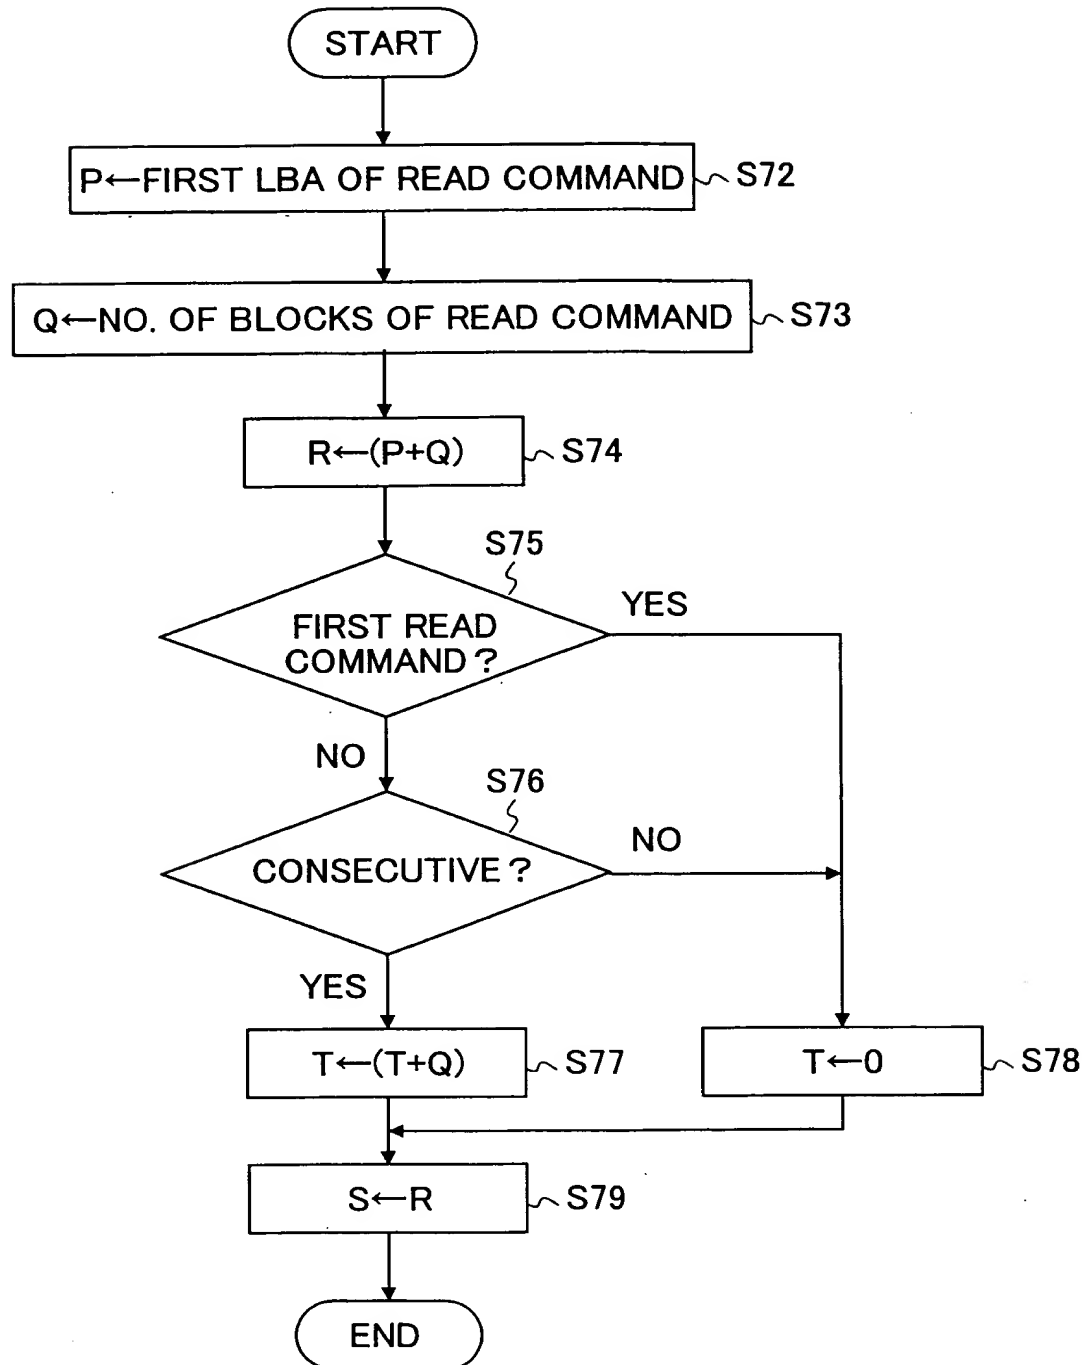 START
P←FIRST LBA OF READ COMMAND
S72
Q←NO. OF BLOCKS OF READ COMMAND
S73
R←(P+Q)
S74
S75
FIRST READ
COMMAND?
YES
NO
S76
CONSECUTIVE?
NO
YES
T←(T+Q)
S77
T←0
S78
S←R
S79
END